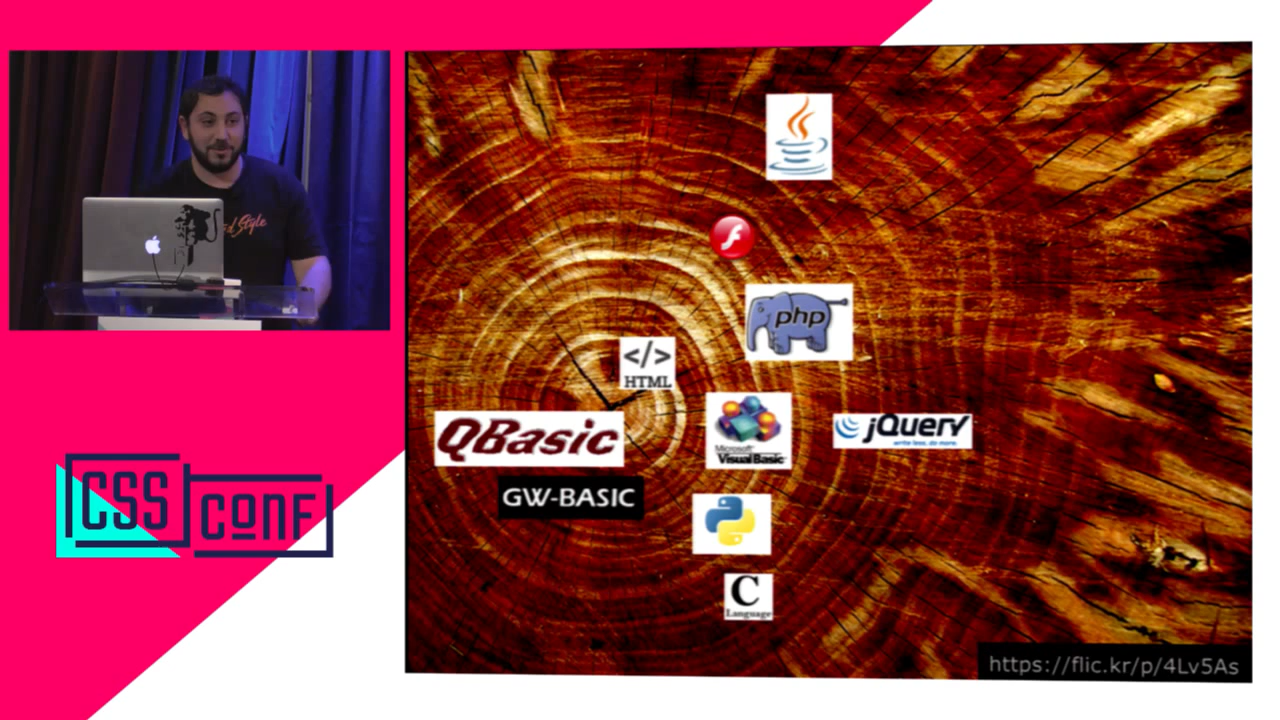 edStyle
CSS
CONF
php
</>
HTML
QBasic
GW-BASIC
Microsoft
Visual Basic
jQuery
write less, do more.
C
Language
https://flic.kr/p/4Lv5As